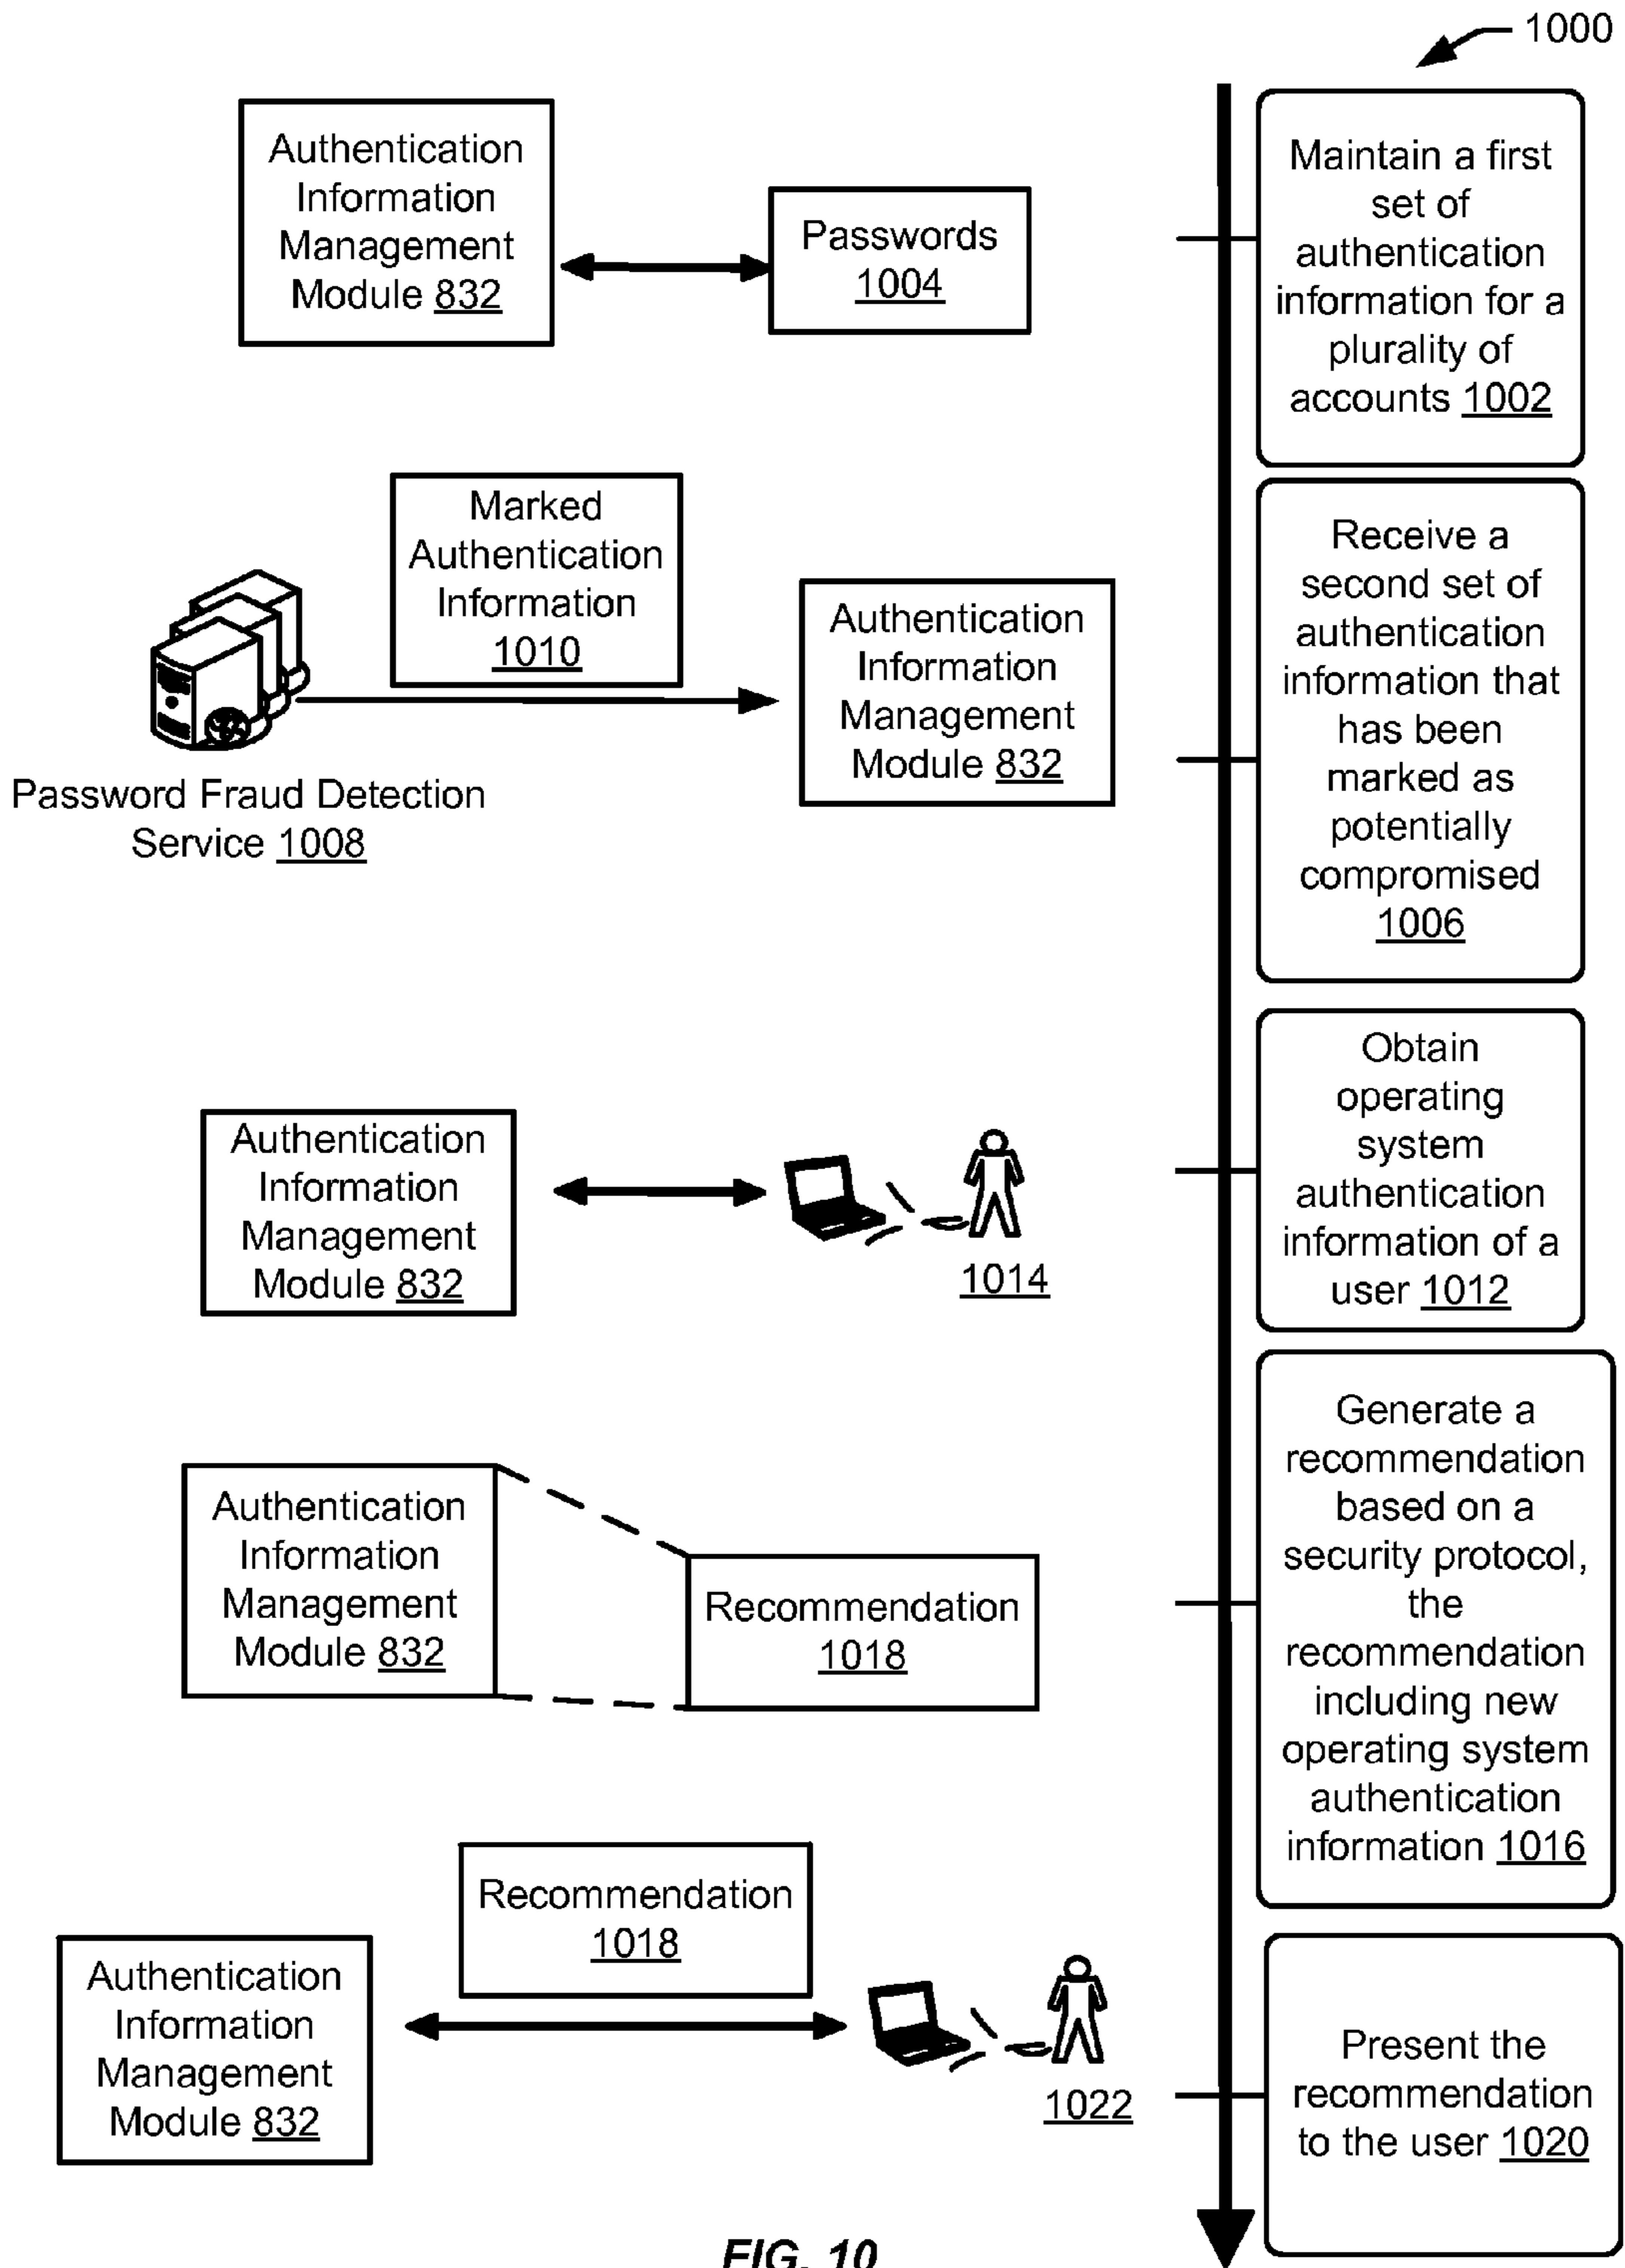 1000
Authentication
Information
Management
Module 832
Passwords
1004
Maintain a first
set of
authentication
information for a
plurality of
accounts 1002
Marked
Authentication
Information
1010
Password Fraud Detection
Service 1008
Authentication
Information
Management
Module 832
Receive a
second set of
authentication
information that
has been
marked as
potentially
compromised
1006
Authentication
Information
Management
Module 832
1014
Obtain
operating
system
authentication
information of a
user 1012
Authentication
Information
Management
Module 832
Recommendation
1018
Generate a
recommendation
based on a
security protocol,
the
recommendation
including new
operating system
authentication
information 1016
Authentication
Information
Management
Module 832
Recommendation
1018
1022
Present the
recommendation
to the user 1020
FIG. 10